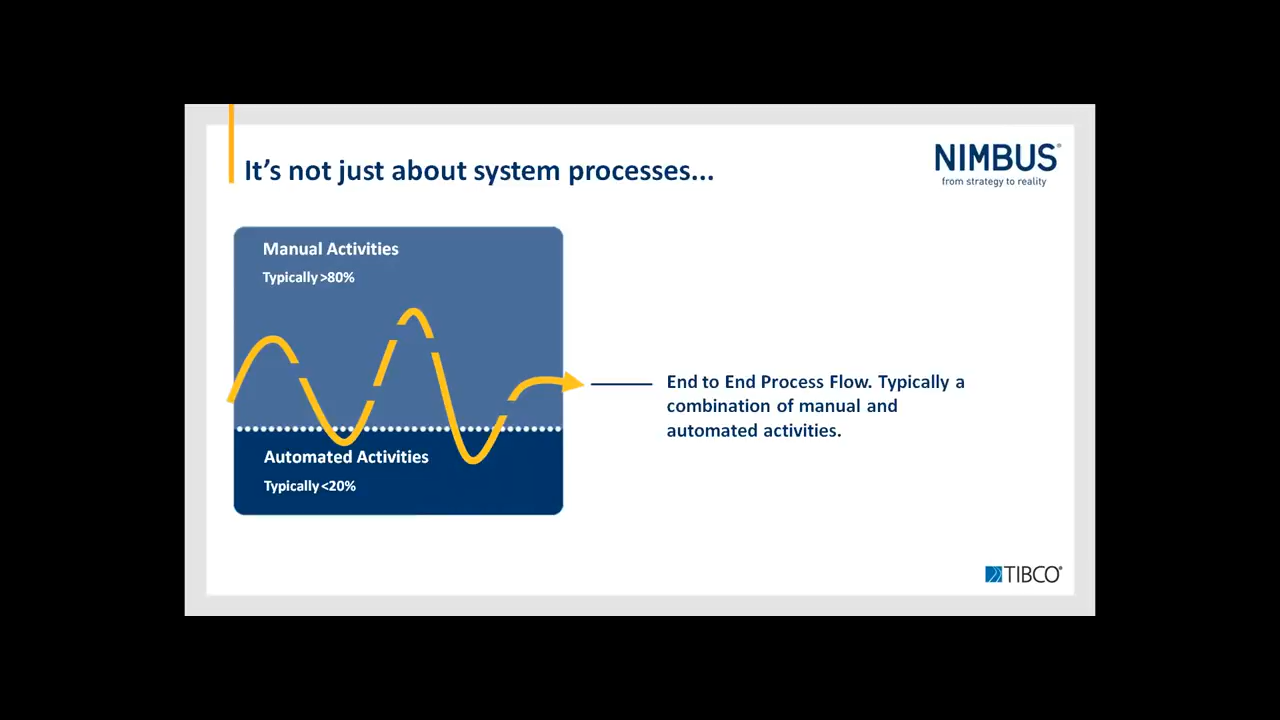 It's not just about system processes...
NIMBUS®
from strategy to reality
Manual Activities
Typically >80%
End to End Process Flow. Typically a
combination of manual and
automated activities.
Automated Activities
Typically <20%
TIBCO®